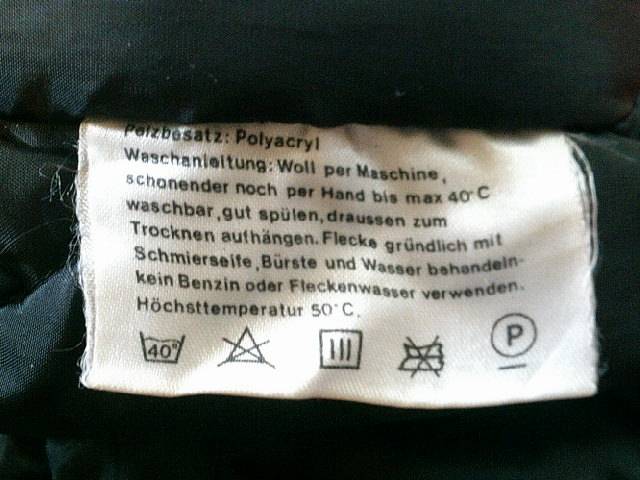 Pelzbesatz: Polyacryl
Waschanleitung: Woll per Maschine,
schonender noch per Hand bis max 40°C
waschbar, gut spülen, draussen zum
Trocknen aufhängen. Flecke gründlich mit
Schmierseife, Bürste und Wasser behandeln-
kein Benzin oder Fleckenwasser verwenden.
Höchsttemperatur 50°C.
40° P